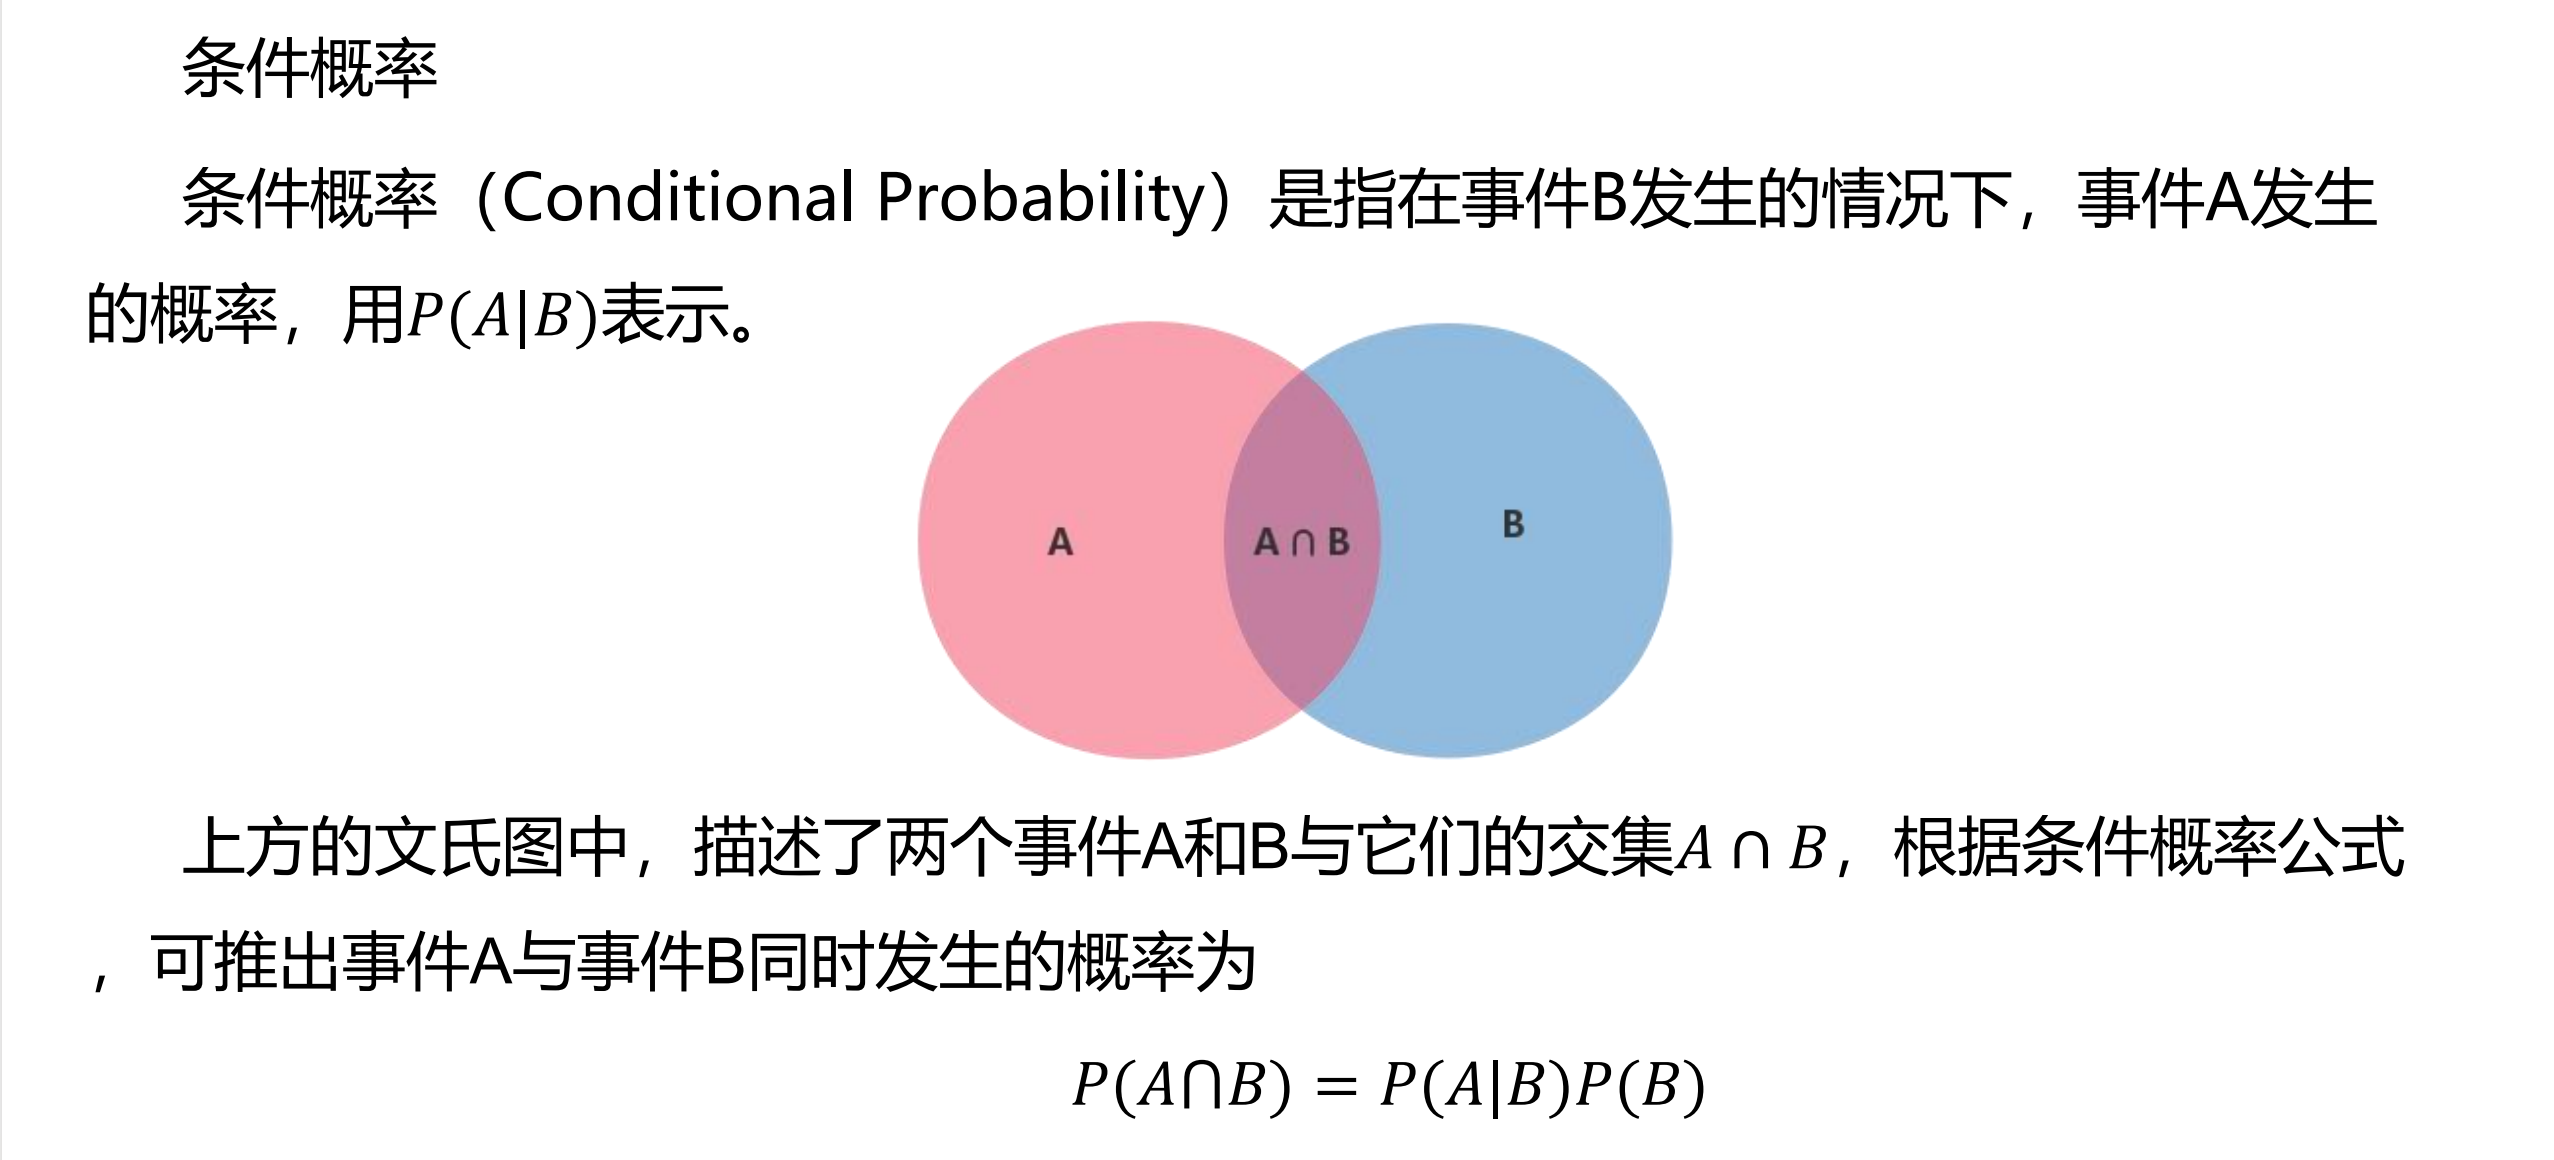 条件概率
条件概率（Conditional Probability）是指在事件B发生的情况下，事件A发生
的概率，用P(A|B)表示。
A
A ∩ B
B
上方的文氏图中，描述了两个事件A和B与它们的交集A ∩ B，根据条件概率公式
，可推出事件A与事件B同时发生的概率为
P(A∩B) = P(A|B)P(B)